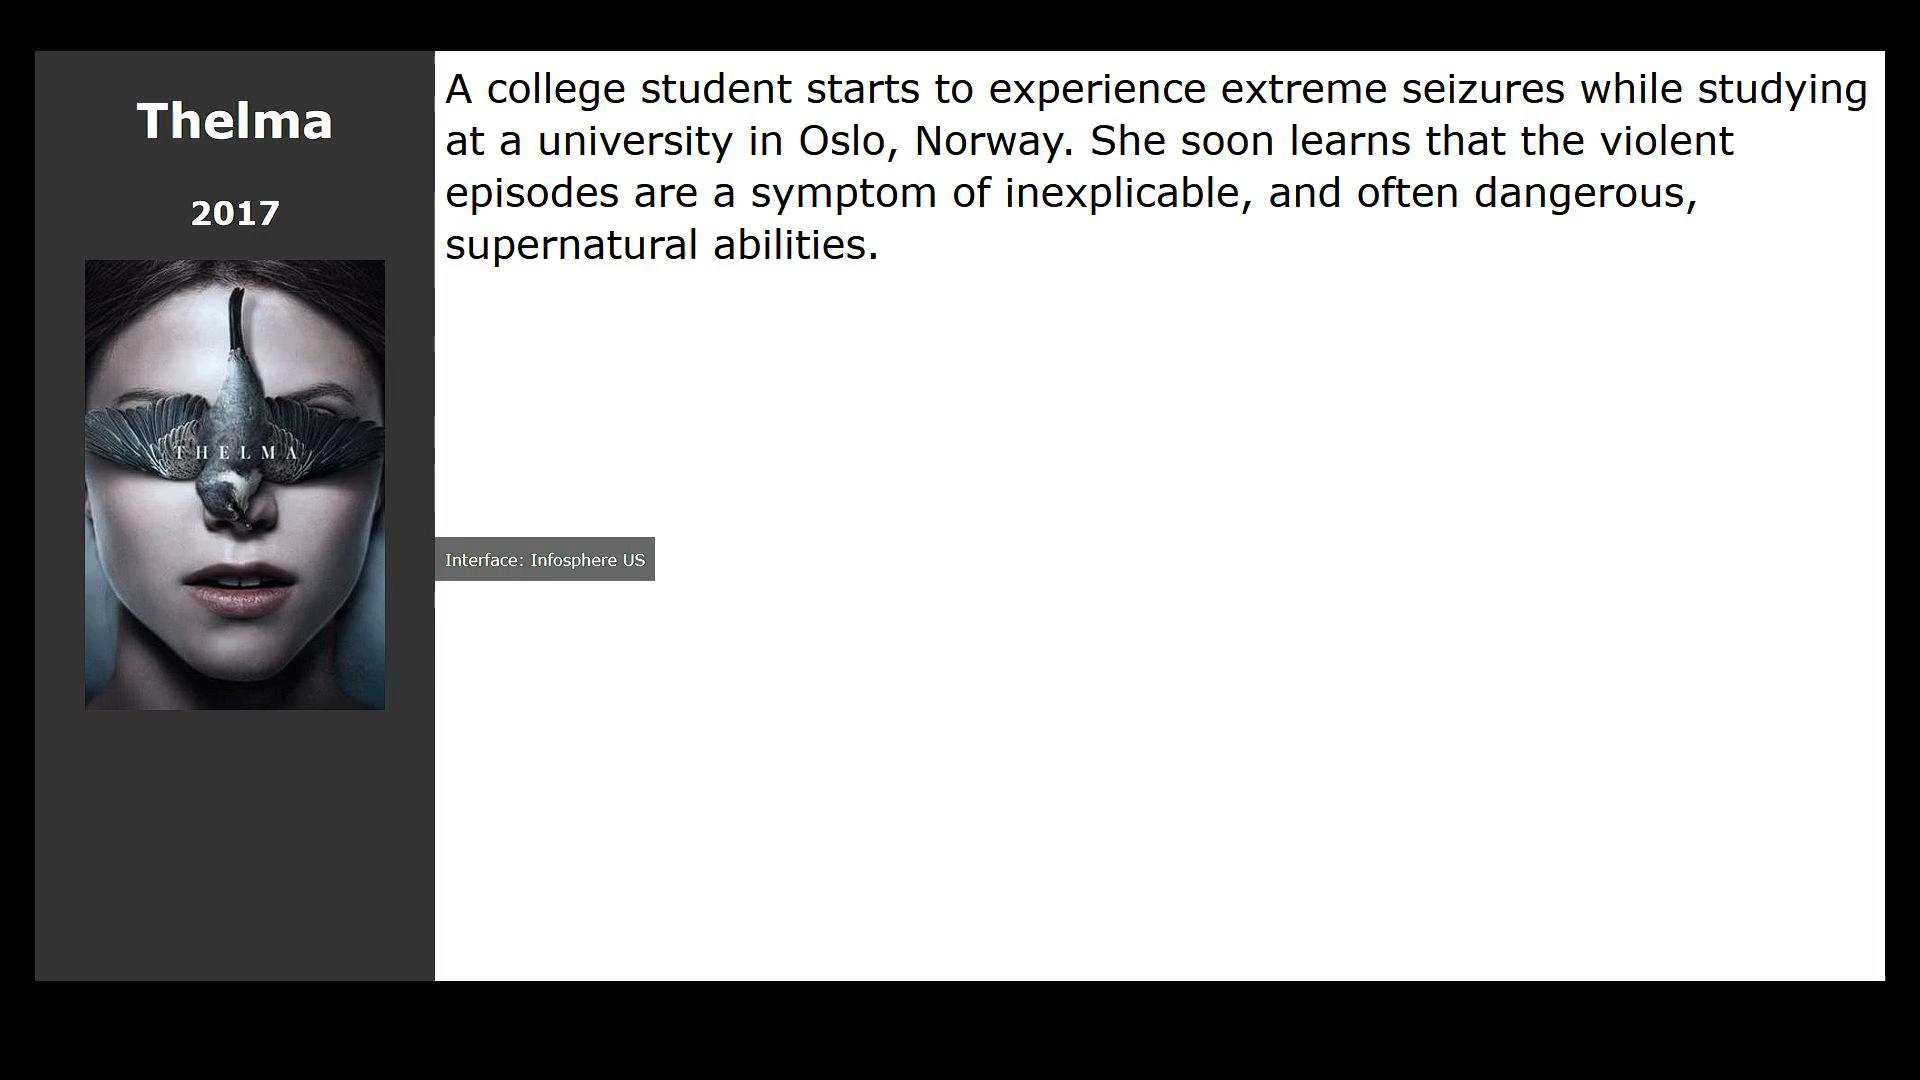 Thelma
2017
THELMA
A college student starts to experience extreme seizures while studying
at a university in Oslo, Norway. She soon learns that the violent
episodes are a symptom of inexplicable, and often dangerous,
supernatural abilities.
Interface: Infosphere US